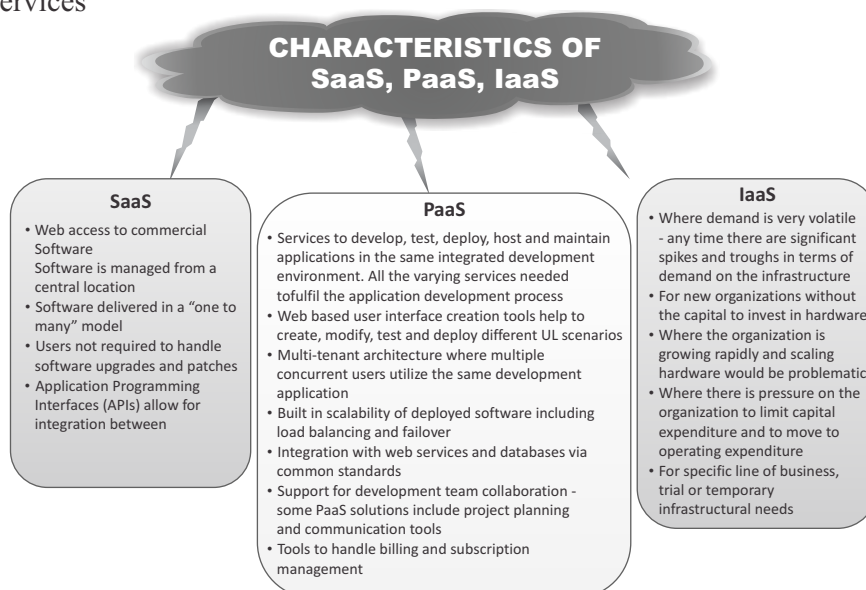 ervices
CHARACTERISTICS OF
SaaS, PaaS, IaaS
SaaS
• Web access to commercial
Software
Software is managed from a
central location
• Software delivered in a “one to
many” model
• Users not required to handle
software upgrades and patches
• Application Programming
Interfaces (APIs) allow for
integration between
PaaS
• Services to develop, test, deploy, host and maintain
applications in the same integrated development
environment. All the varying services needed
tofulfil the application development process
• Web based user interface creation tools help to
create, modify, test and deploy different UL scenarios
• Multi-tenant architecture where multiple
concurrent users utilize the same development
application
• Built in scalability of deployed software including
load balancing and failover
• Integration with web services and databases via
common standards
• Support for development team collaboration -
some PaaS solutions include project planning
and communication tools
• Tools to handle billing and subscription
management
IaaS
• Where demand is very volatile
- any time there are significant
spikes and troughs in terms of
demand on the infrastructure
• For new organizations without
the capital to invest in hardware
• Where the organization is
growing rapidly and scaling
hardware would be problematic
• Where there is pressure on the
organization to limit capital
expenditure and to move to
operating expenditure
• For specific line of business,
trial or temporary
infrastructural needs